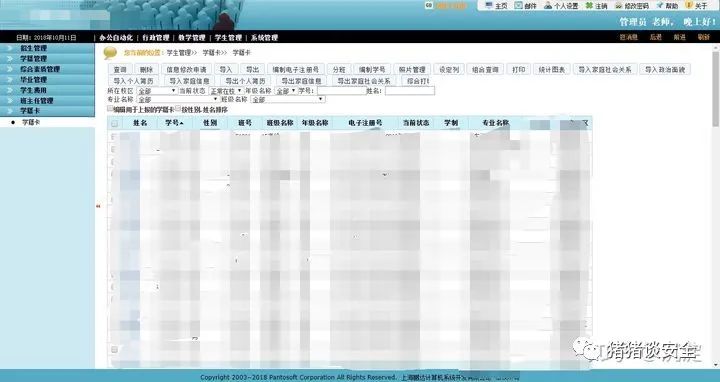 主页 邮件 个人设置 注销 修改密码 帮助 关于
管理员 老师， 晚上好!
日期: 2018年10月11日 办公自动化 | 行政管理 | 教学管理 | 学生管理 | 系统管理 后退 前进 刷新
招生管理
学籍管理
综合素质管理
毕业管理
学生费用
班主任管理
学籍卡
学籍卡
您当前的位置: 学生管理>> 学籍卡>> 学籍卡
查询 删除 信息修改申请 导入 导出 编制电子注册号 分班 编制学号 照片管理 设定列 组合查询 打印 统计图表 导入家庭社会关系 导入政治面貌
导入个人简历 导入家庭信息 导出个人简历 导出家庭信息 导出家庭社会关系 综合打
所在校区 全部 当前状态 正常在校 年级名称 全部 学号: 姓名:
专业名称 全部 班级名称 全部
编辑用于上报的学籍卡 按性别,姓名排序
姓名 学号 性别 班号 班级名称 年级名称 电子注册号 当前状态 学制 专业名称 区
Copyright 2003-2018 Pantosoft Corporation All Rights Reserved.
猪猪谈安全